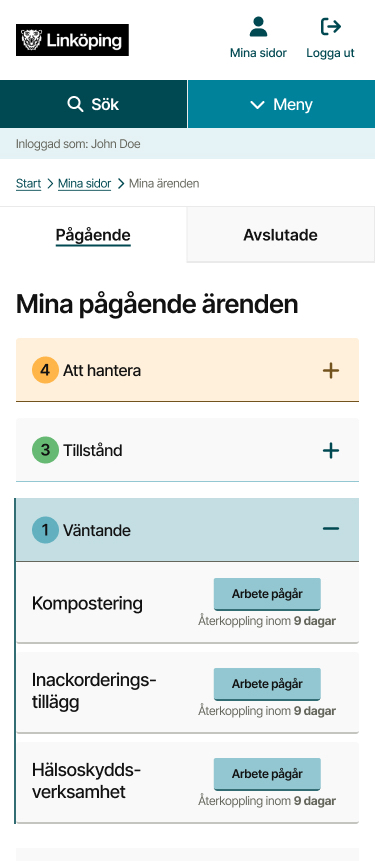 Linköping
Mina sidor
Logga ut
Sök
Meny
Inloggad som: John Doe
Start
Mina sidor
Mina ärenden
Pågående
Avslutade
Mina pågående ärenden
4 Att hantera
3 Tillstånd
1 Väntande
Kompostering
Arbete pågår
Återkoppling inom 9 dagar
Inackorderings-
tillägg
Arbete pågår
Återkoppling inom 9 dagar
Hälsoskydds-
verksamhet
Arbete pågår
Återkoppling inom 9 dagar